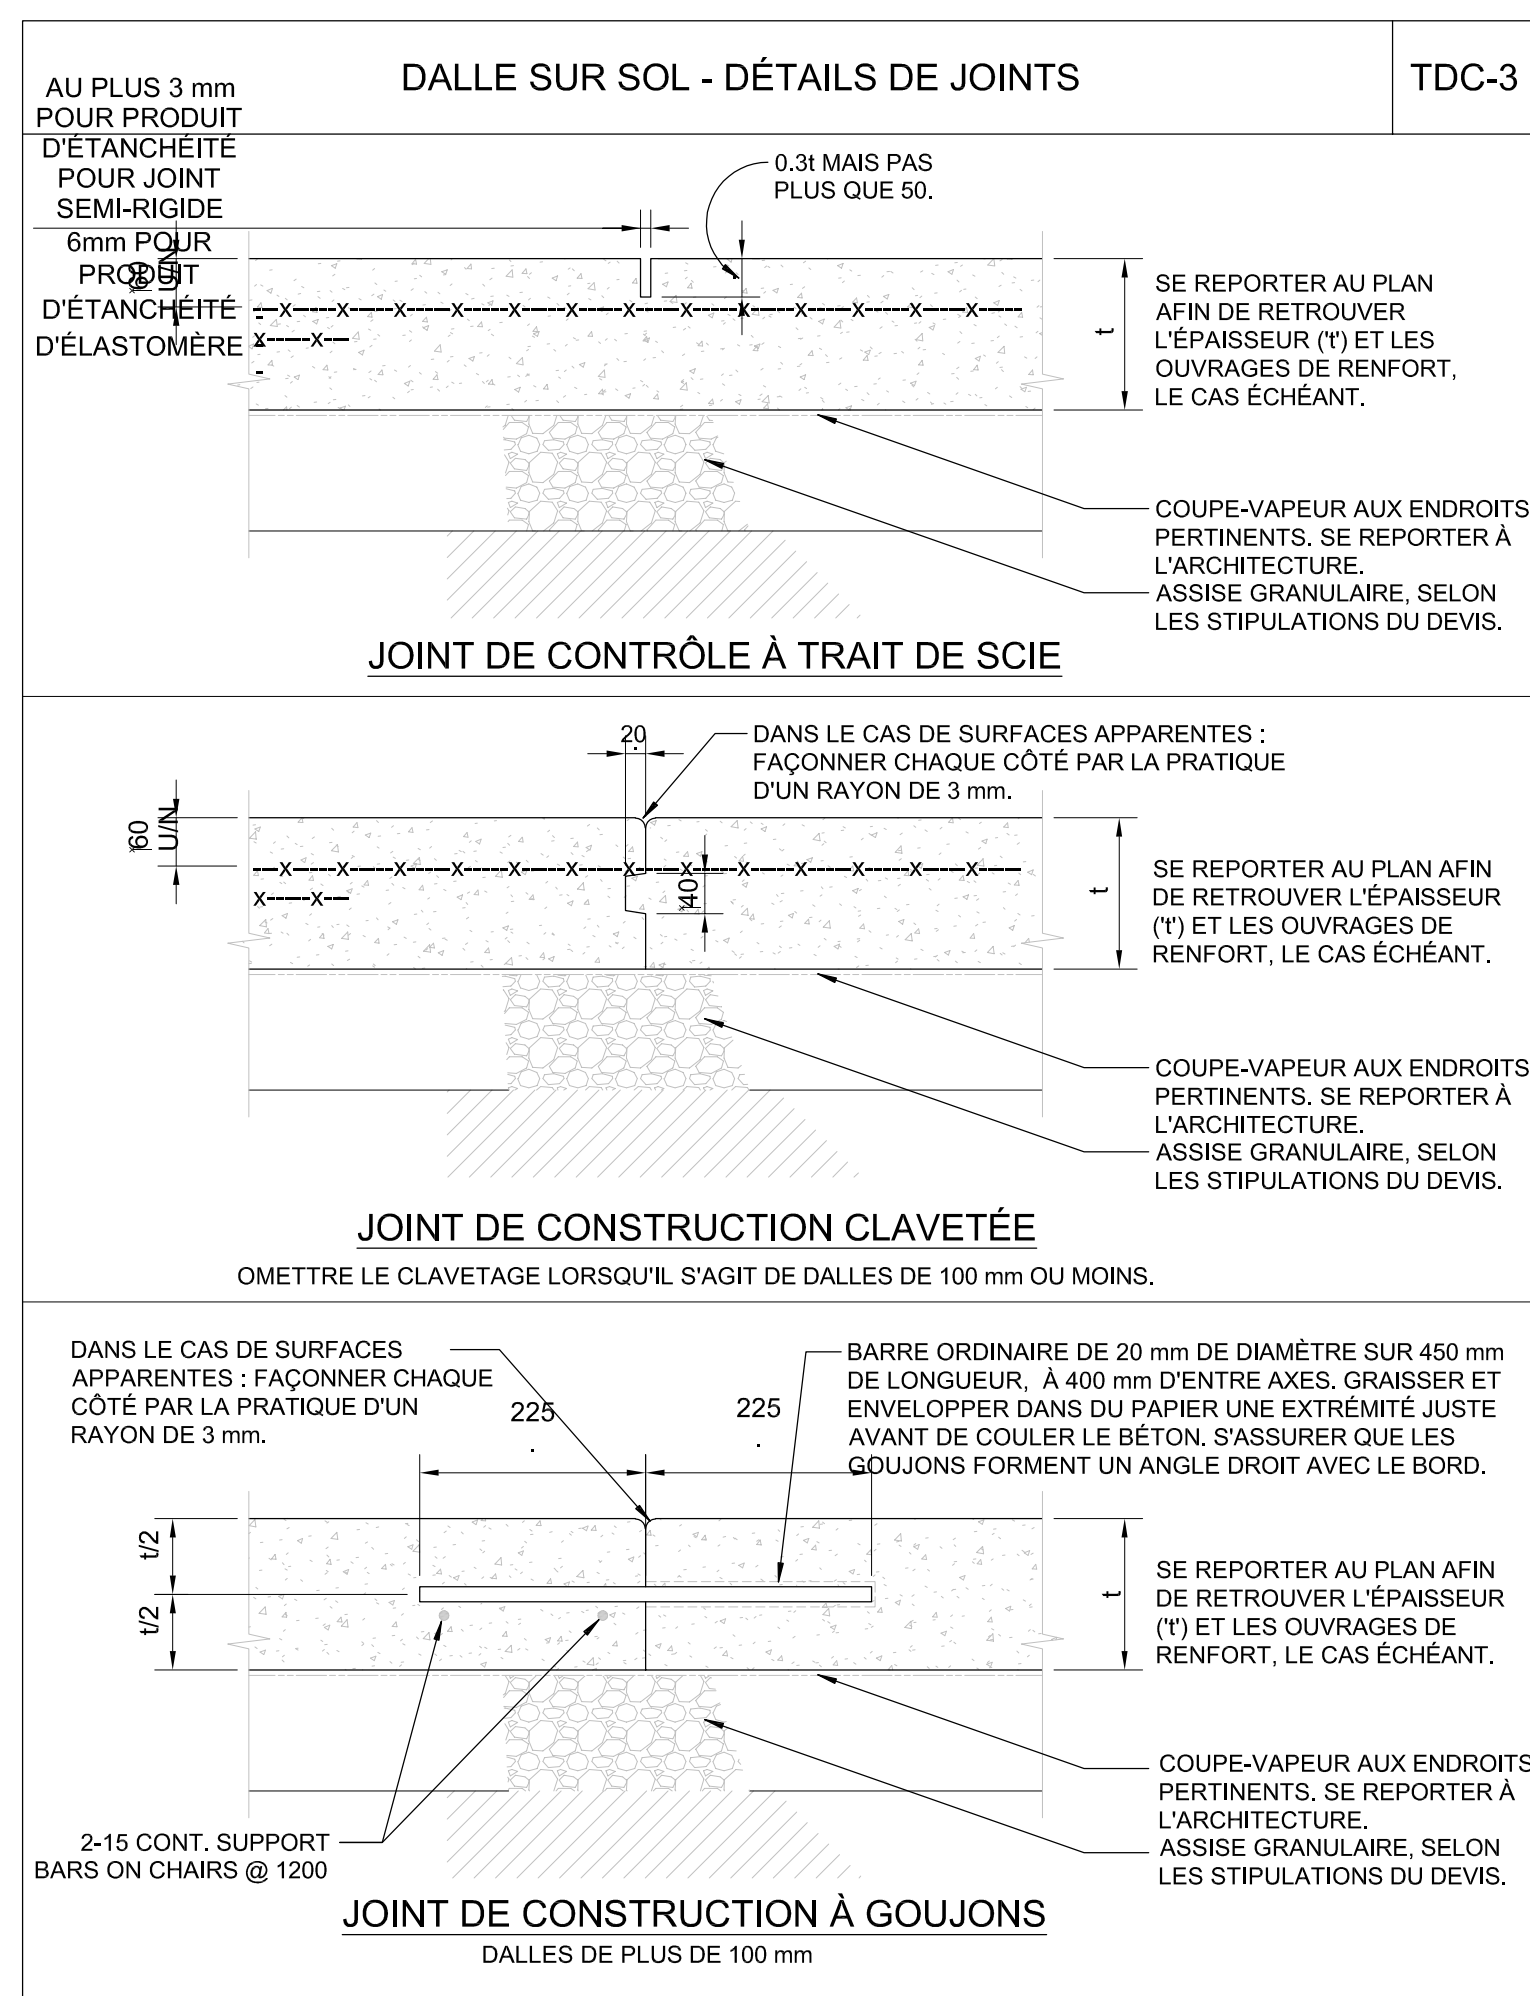 DALLE SUR SOL - DÉTAILS DE JOINTS
TDC-3
AU PLUS 3 mm
POUR PRODUIT
D'ÉTANCHÉITÉ
POUR JOINT
SEMI-RIGIDE
6mm POUR
PRODUIT
D'ÉTANCHÉITÉ
D'ÉLASTOMÈRE
60
U/N
0.3t MAIS PAS
PLUS QUE 50.
t
SE REPORTER AU PLAN
AFIN DE RETROUVER
L'ÉPAISSEUR ('t') ET LES
OUVRAGES DE RENFORT,
LE CAS ÉCHÉANT.
COUPE-VAPEUR AUX ENDROITS
PERTINENTS. SE REPORTER À
L'ARCHITECTURE.
ASSISE GRANULAIRE, SELON
LES STIPULATIONS DU DEVIS.
JOINT DE CONTRÔLE À TRAIT DE SCIE
20
DANS LE CAS DE SURFACES APPARENTES :
FAÇONNER CHAQUE CÔTÉ PAR LA PRATIQUE
D'UN RAYON DE 3 mm.
60
U/N
40
t
SE REPORTER AU PLAN AFIN
DE RETROUVER L'ÉPAISSEUR
('t') ET LES OUVRAGES DE
RENFORT, LE CAS ÉCHÉANT.
COUPE-VAPEUR AUX ENDROITS
PERTINENTS. SE REPORTER À
L'ARCHITECTURE.
ASSISE GRANULAIRE, SELON
LES STIPULATIONS DU DEVIS.
JOINT DE CONSTRUCTION CLAVETÉE
OMETTRE LE CLAVETAGE LORSQU'IL S'AGIT DE DALLES DE 100 mm OU MOINS.
DANS LE CAS DE SURFACES
APPARENTES : FAÇONNER CHAQUE
CÔTÉ PAR LA PRATIQUE D'UN
RAYON DE 3 mm.
225
225
BARRE ORDINAIRE DE 20 mm DE DIAMÈTRE SUR 450 mm
DE LONGUEUR, À 400 mm D'ENTRE AXES. GRAISSER ET
ENVELOPPER DANS DU PAPIER UNE EXTRÉMITÉ JUSTE
AVANT DE COULER LE BÉTON. S'ASSURER QUE LES
GOUJONS FORMENT UN ANGLE DROIT AVEC LE BORD.
t/2
t/2
t
SE REPORTER AU PLAN AFIN
DE RETROUVER L'ÉPAISSEUR
('t') ET LES OUVRAGES DE
RENFORT, LE CAS ÉCHÉANT.
COUPE-VAPEUR AUX ENDROITS
PERTINENTS. SE REPORTER À
L'ARCHITECTURE.
ASSISE GRANULAIRE, SELON
LES STIPULATIONS DU DEVIS.
2-15 CONT. SUPPORT
BARS ON CHAIRS @ 1200
JOINT DE CONSTRUCTION À GOUJONS
DALLES DE PLUS DE 100 mm